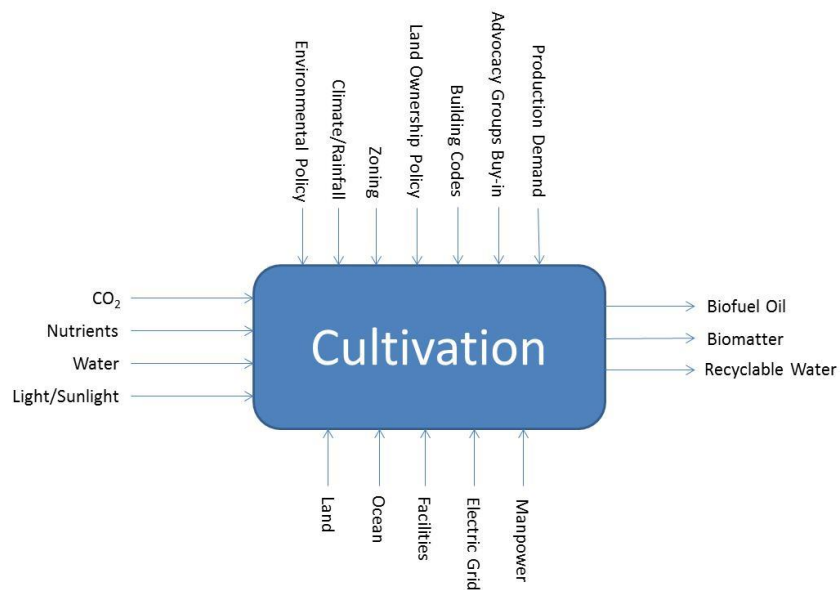 Environmental Policy
Climate/Rainfall
Zoning
Land Ownership Policy
Building Codes
Advocacy Groups Buy-in
Production Demand
CO₂
Nutrients
Water
Light/Sunlight
Cultivation
Biofuel Oil
Biomatter
Recyclable Water
Land
Ocean
Facilities
Electric Grid
Manpower